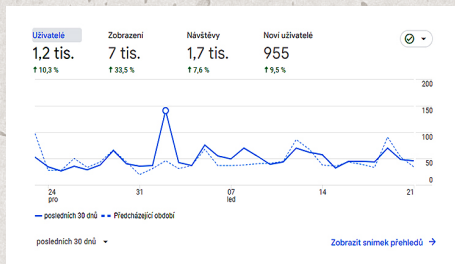 Uživatelé Zobrazení Návštěvy Noví uživatelé
1,2 tis. 7 tis. 1,7 tis. 955
↑ 10,3 % ↑ 33,5 % ↑ 7,6 % ↑ 9,5 %
200
150
100
50
0
24 31 07 14 21
pro led
posledních 30 dnů Předcházející období
posledních 30 dnů Zobrazit snímek přehledů →